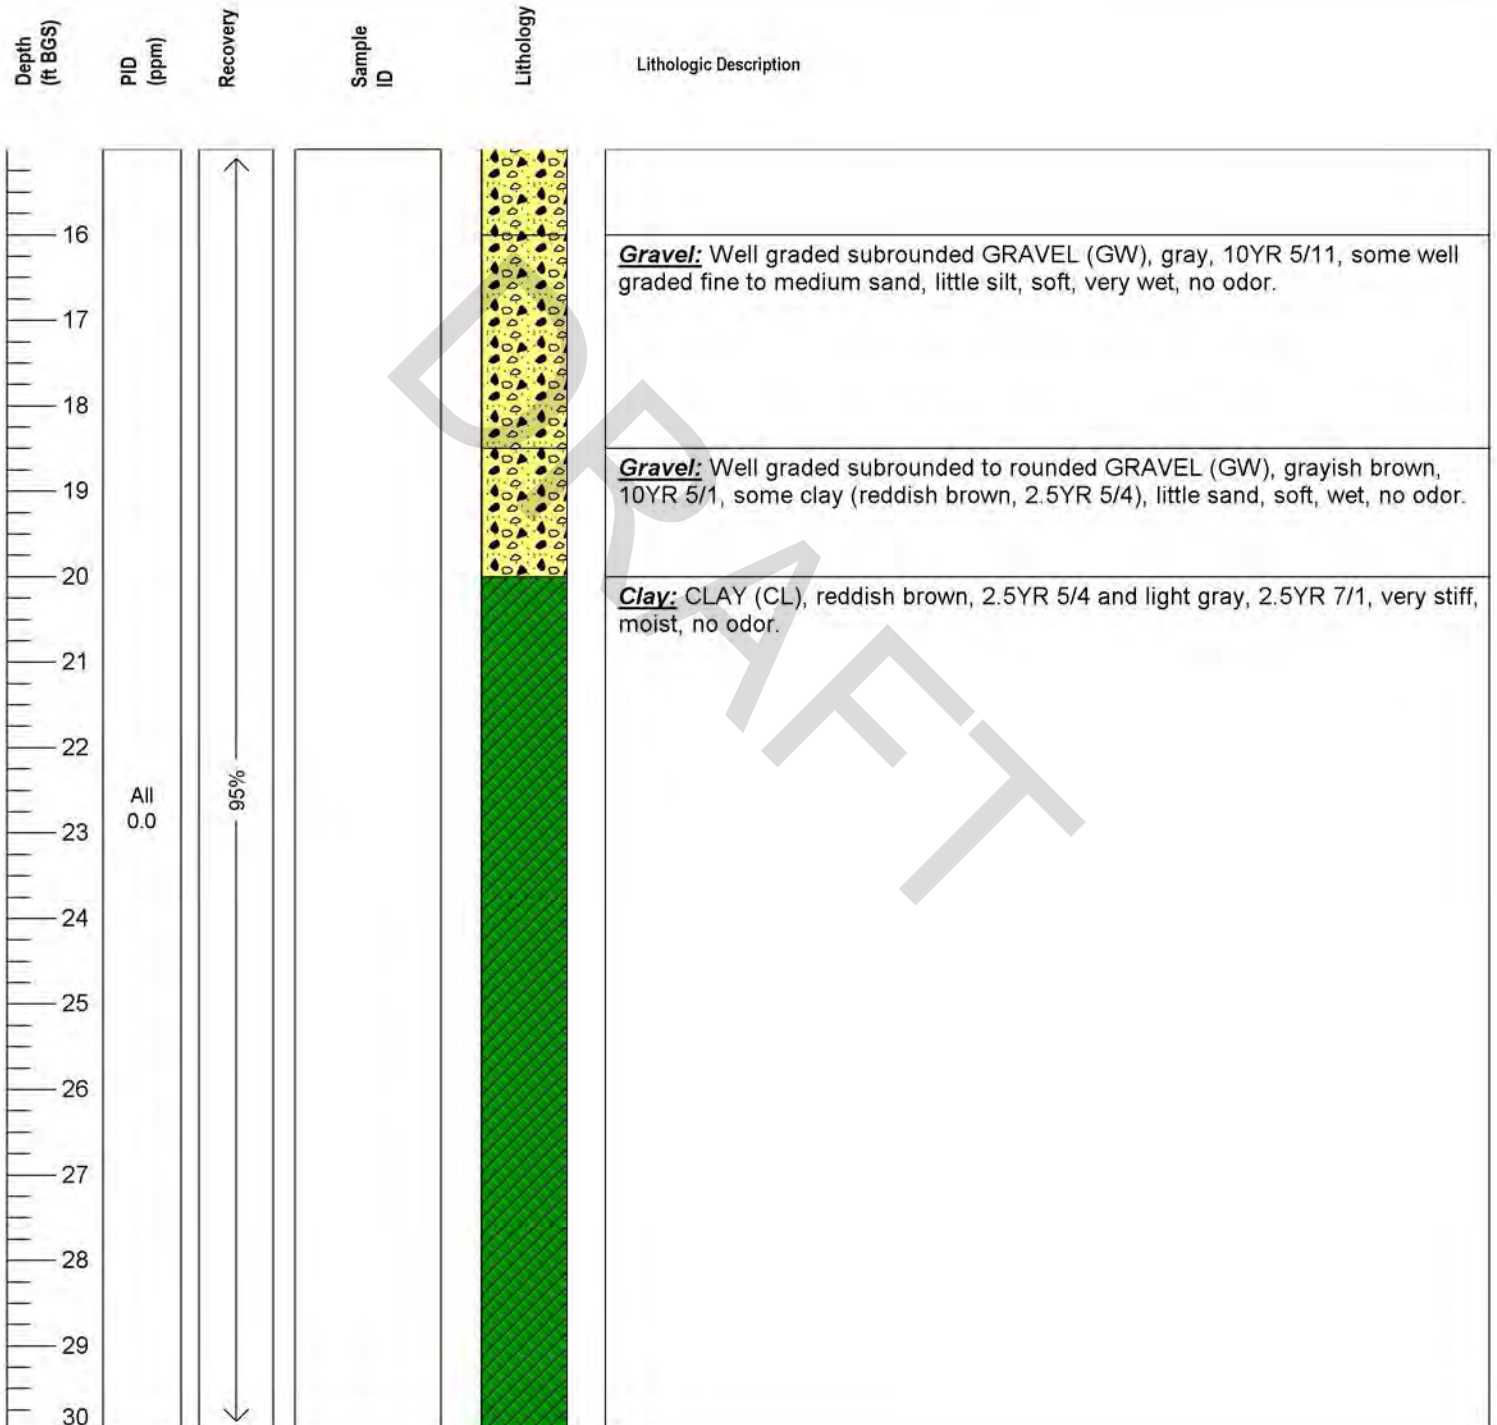 Depth
(ft BGS)
PID
(ppm)
Recovery
Sample
ID
Lithology
Lithologic Description
16
Gravel: Well graded subrounded GRAVEL (GW), gray, 10YR 5/11, some well
graded fine to medium sand, little silt, soft, very wet, no odor.
17
18
Gravel: Well graded subrounded to rounded GRAVEL (GW), grayish brown,
19
10YR 5/1, some clay (reddish brown, 2.5YR 5/4), little sand, soft, wet, no odor.
20
Clay: CLAY (CL), reddish brown, 2.5YR 5/4 and light gray, 2.5YR 7/1, very stiff,
moist, no odor.
21
22
All
0.0
95%
23
24
25
26
27
28
29
30
DRAFT